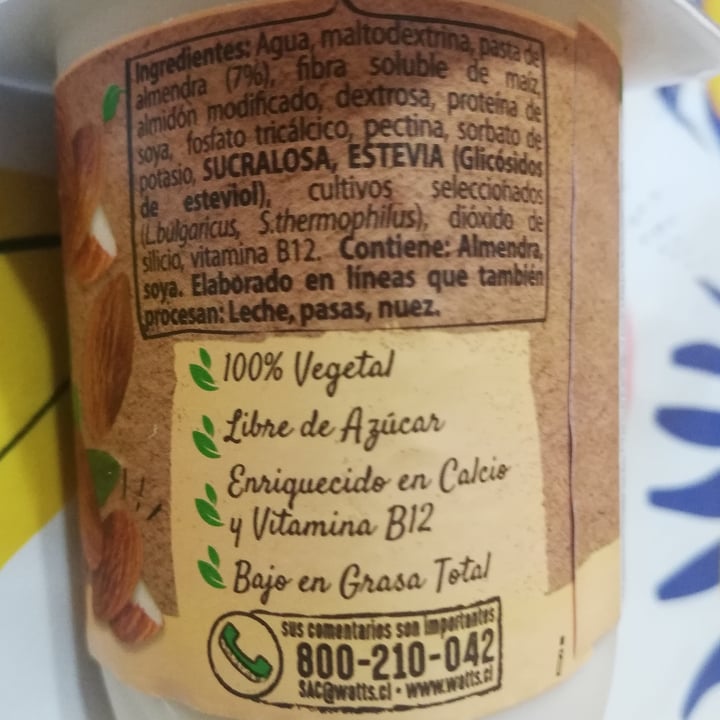 Ingredientes: Agua, maltodextrina, pasta de
almendra (7%), fibra soluble de maíz,
almidón modificado, dextrosa, proteína de
soya, fosfato tricálcico, pectina, sorbato de
potasio, SUCRALOSA, ESTEVIA (Glicósidos
de esteviol), cultivos seleccionados
(L.bulgaricus, S.thermophilus), dióxido de
silicio, vitamina B12. Contiene: Almendra,
soya. Elaborado en líneas que también
procesan: Leche, pasas, nuez.
100% Vegetal
Libre de Azúcar
Enriquecido en Calcio
y Vitamina B12
Bajo en Grasa Total
sus comentarios son importantes
800-210-042
SAC@watts.cl • www.watts.cl